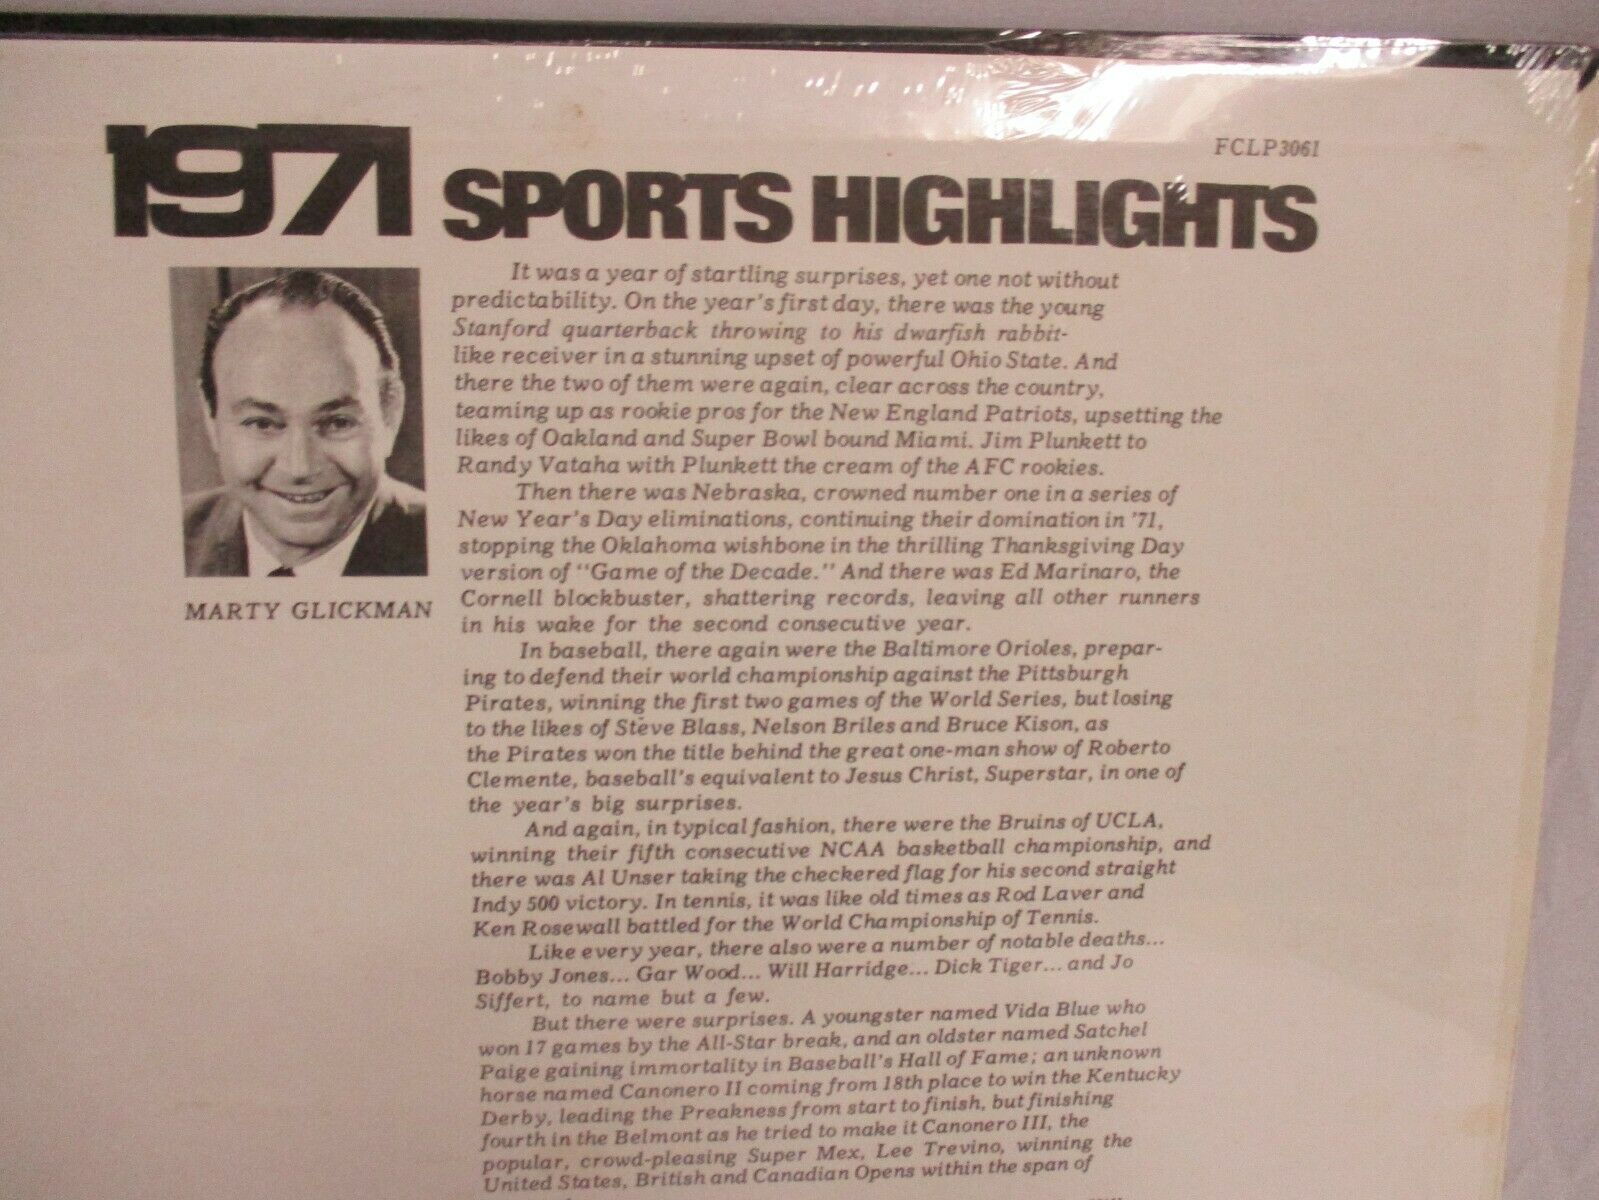 FCLP3061
1971 SPORTS HIGHLIGHTS
MARTY GLICKMAN
It was a year of startling surprises, yet one not without
predictability. On the year's first day, there was the young
Stanford quarterback throwing to his dwarfish rabbit-
like receiver in a stunning upset of powerful Ohio State. And
there the two of them were again, clear across the country,
teaming up as rookie pros for the New England Patriots, upsetting the
likes of Oakland and Super Bowl bound Miami. Jim Plunkett to
Randy Vataha with Plunkett the cream of the AFC rookies.
Then there was Nebraska, crowned number one in a series of
New Year's Day eliminations, continuing their domination in '71,
stopping the Oklahoma wishbone in the thrilling Thanksgiving Day
version of "Game of the Decade." And there was Ed Marinaro, the
Cornell blockbuster, shattering records, leaving all other runners
in his wake for the second consecutive year.
In baseball, there again were the Baltimore Orioles, prepar-
ing to defend their world championship against the Pittsburgh
Pirates, winning the first two games of the World Series, but losing
to the likes of Steve Blass, Nelson Briles and Bruce Kison, as
the Pirates won the title behind the great one-man show of Roberto
Clemente, baseball's equivalent to Jesus Christ, Superstar, in one of
the year's big surprises.
And again, in typical fashion, there were the Bruins of UCLA,
winning their fifth consecutive NCAA basketball championship, and
there was Al Unser taking the checkered flag for his second straight
Indy 500 victory. In tennis, it was like old times as Rod Laver and
Ken Rosewall battled for the World Championship of Tennis.
Like every year, there also were a number of notable deaths...
Bobby Jones... Gar Wood... Will Harridge... Dick Tiger... and Jo
Siffert, to name but a few.
But there were surprises. A youngster named Vida Blue who
won 17 games by the All-Star break, and an oldster named Satchel
Paige gaining immortality in Baseball's Hall of Fame; an unknown
horse named Canonero II coming from 18th place to win the Kentucky
Derby, leading the Preakness from start to finish, but finishing
fourth in the Belmont as he tried to make it Canonero III, the
popular, crowd-pleasing Super Mex, Lee Trevino, winning the
United States, British and Canadian Opens within the span of